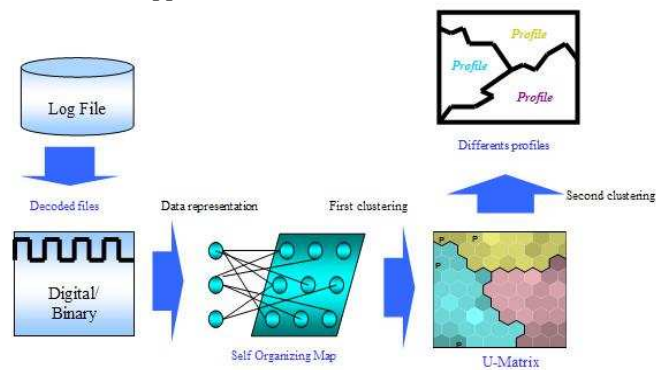 Log File
Decoded files
Digital/
Binary
Data representation
Self Organizing Map
First clustering
P
P
P
P
U-Matrix
Second clustering
Profile
Profile
Profile
Differents profiles